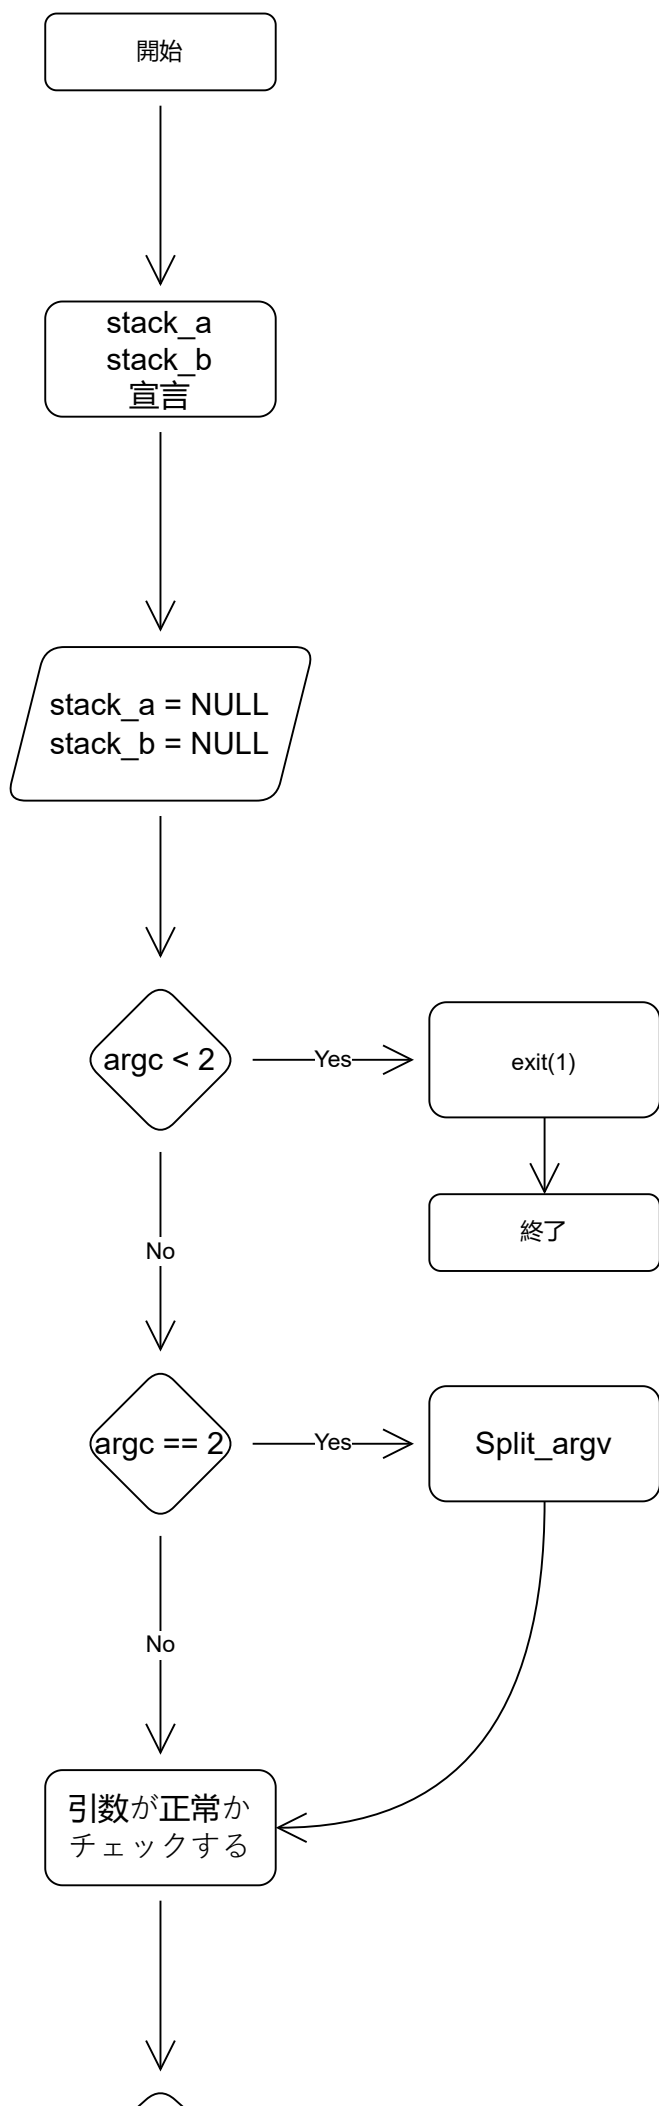 開始
stack_a
stack_b
宣言
stack_a = NULL
stack_b = NULL
argc < 2
Yes
exit(1)
終了
No
argc == 2
Yes
Split_argv
No
引数が正常か
チェックする